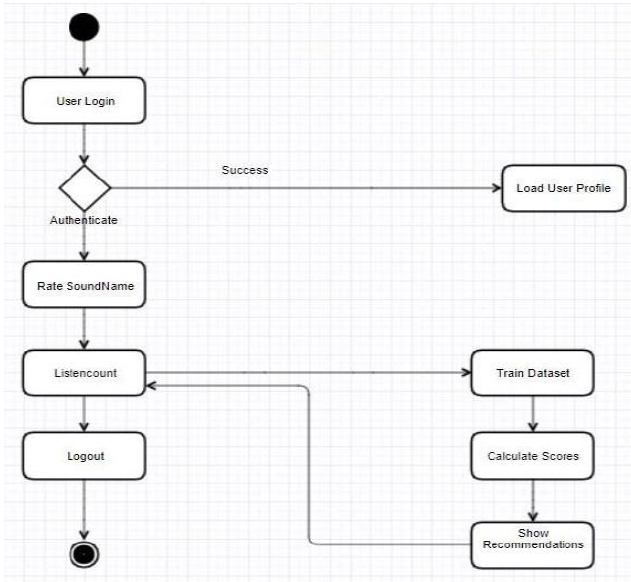 User Login
Success
Load User Profile
Authenticate
Rate SoundName
Listencount
Train Dataset
Logout
Calculate Scores
Show
Recommendations